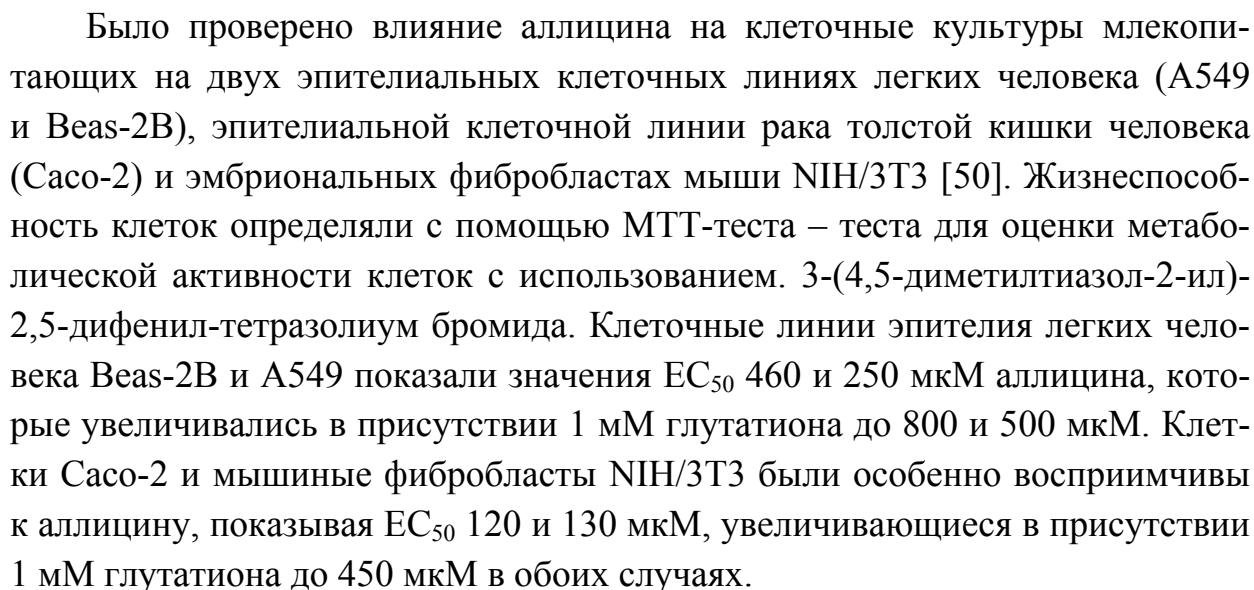 Было проверено влияние аллицина на клеточные культуры млекопи-
тающих на двух эпителиальных клеточных линиях легких человека (A549
и Beas-2B), эпителиальной клеточной линии рака толстой кишки человека
(Caco-2) и эмбриональных фибробластах мыши NIH/3T3 [50]. Жизнеспособ-
ность клеток определяли с помощью МТТ-теста – теста для оценки метабо-
лической активности клеток с использованием. 3-(4,5-диметилтиазол-2-ил)-
2,5-дифенил-тетразолиум бромида. Клеточные линии эпителия легких чело-
века Beas-2B и A549 показали значения EC₅₀ 460 и 250 мкМ аллицина, кото-
рые увеличивались в присутствии 1 мМ глутатиона до 800 и 500 мкМ. Клет-
ки Caco-2 и мышиные фибробласты NIH/3T3 были особенно восприимчивы
к аллицину, показывая EC₅₀ 120 и 130 мкМ, увеличивающиеся в присутствии
1 мМ глутатиона до 450 мкМ в обоих случаях.